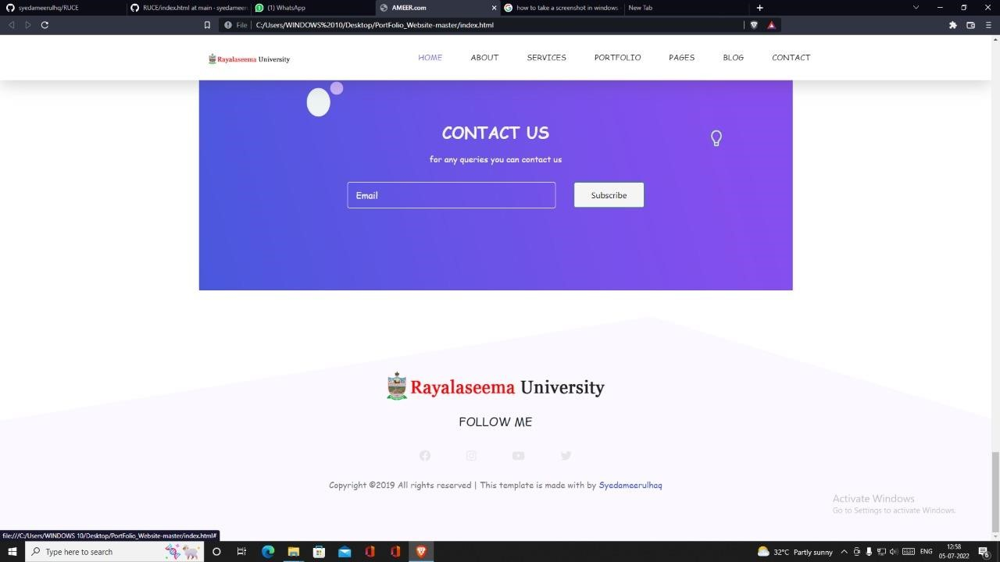 syedameerulhq/RUCE
RUCE/index.html at main · syedameer
(1) WhatsApp
AMEER.com
how to take a screenshot in windows
New Tab
File
C:/Users/WINDOWS%2010/Desktop/PortFolio_Website-master/index.html
Rayalaseema University
HOME ABOUT SERVICES PORTFOLIO PAGES BLOG CONTACT
CONTACT US
for any queries you can contact us
Email
Subscribe
Rayalaseema University
FOLLOW ME
Copyright ©2019 All rights reserved | This template is made with by Syedameerulhaq
Activate Windows
Go to Settings to activate Windows.
file:///C:/Users/WINDOWS 10/Desktop/PortFolio_Website-master/index.html#
Type here to search
32°C Partly sunny
ENG
12:58
05-07-2022